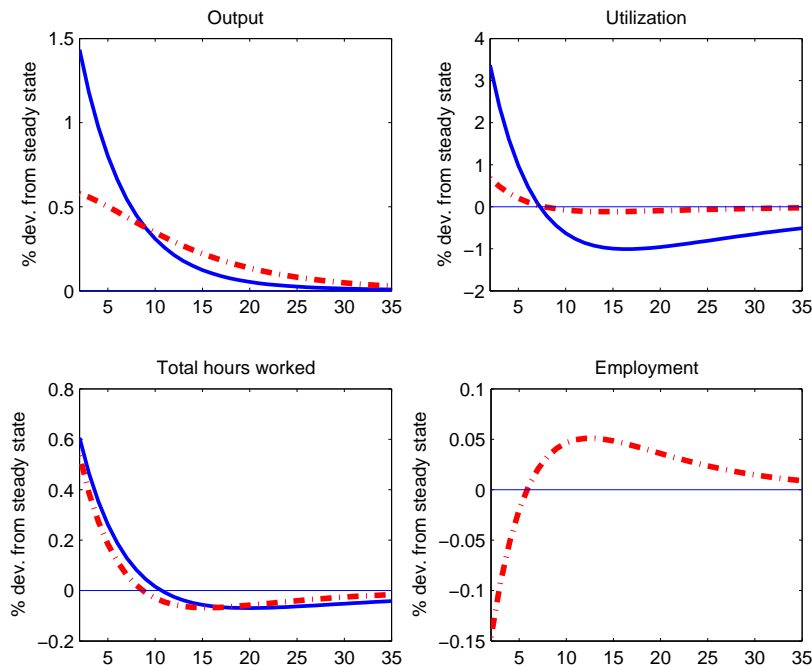 Output
% dev. from steady state
1.5
1
0.5
0
5 10 15 20 25 30 35
Utilization
% dev. from steady state
4
3
2
1
0
−1
−2
5 10 15 20 25 30 35
Total hours worked
% dev. from steady state
0.8
0.6
0.4
0.2
0
−0.2
5 10 15 20 25 30 35
Employment
% dev. from steady state
0.1
0.05
0
−0.05
−0.1
−0.15
5 10 15 20 25 30 35